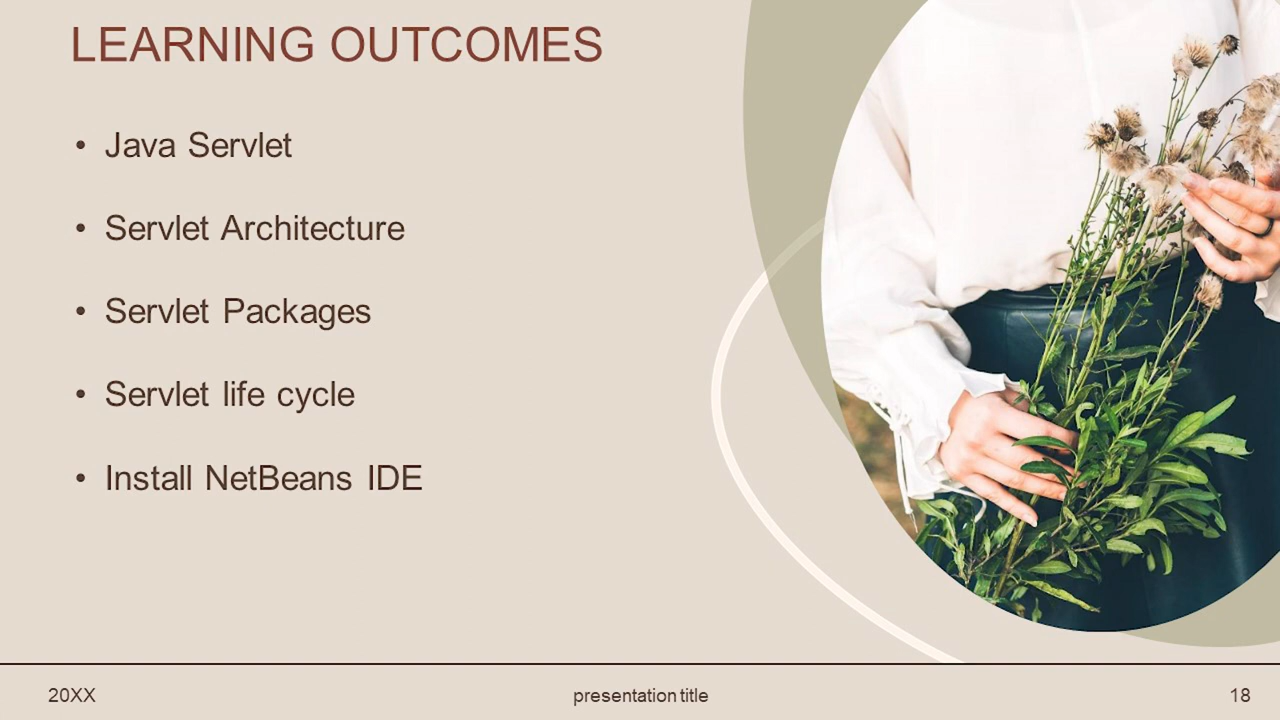 LEARNING OUTCOMES
• Java Servlet
• Servlet Architecture
• Servlet Packages
• Servlet life cycle
• Install NetBeans IDE
20XX
presentation title
18